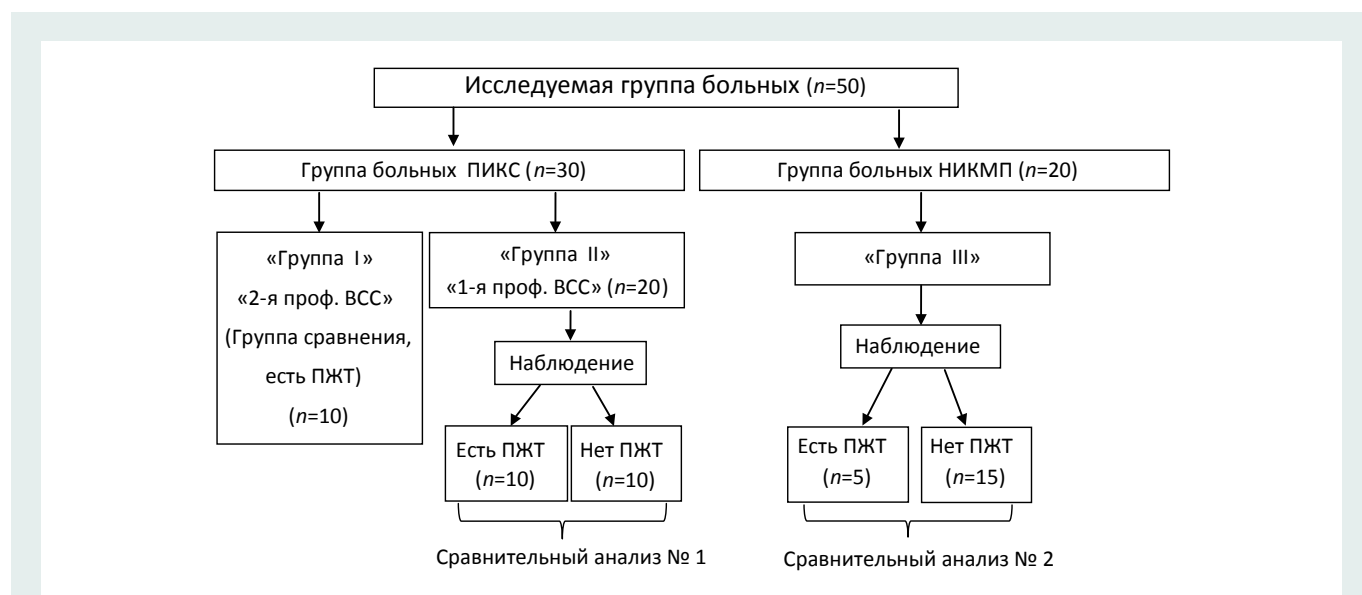 Исследуемая группа больных (n=50)
Группа больных ПИКС (n=30)
Группа больных НИКМП (n=20)
«Группа I»
«2-я проф. ВСС»
(Группа сравнения,
есть ПЖТ)
(n=10)
«Группа II»
«1-я проф. ВСС» (n=20)
«Группа III»
Наблюдение
Наблюдение
Есть ПЖТ
(n=10)
Нет ПЖТ
(n=10)
Есть ПЖТ
(n=5)
Нет ПЖТ
(n=15)
Сравнительный анализ № 1
Сравнительный анализ № 2